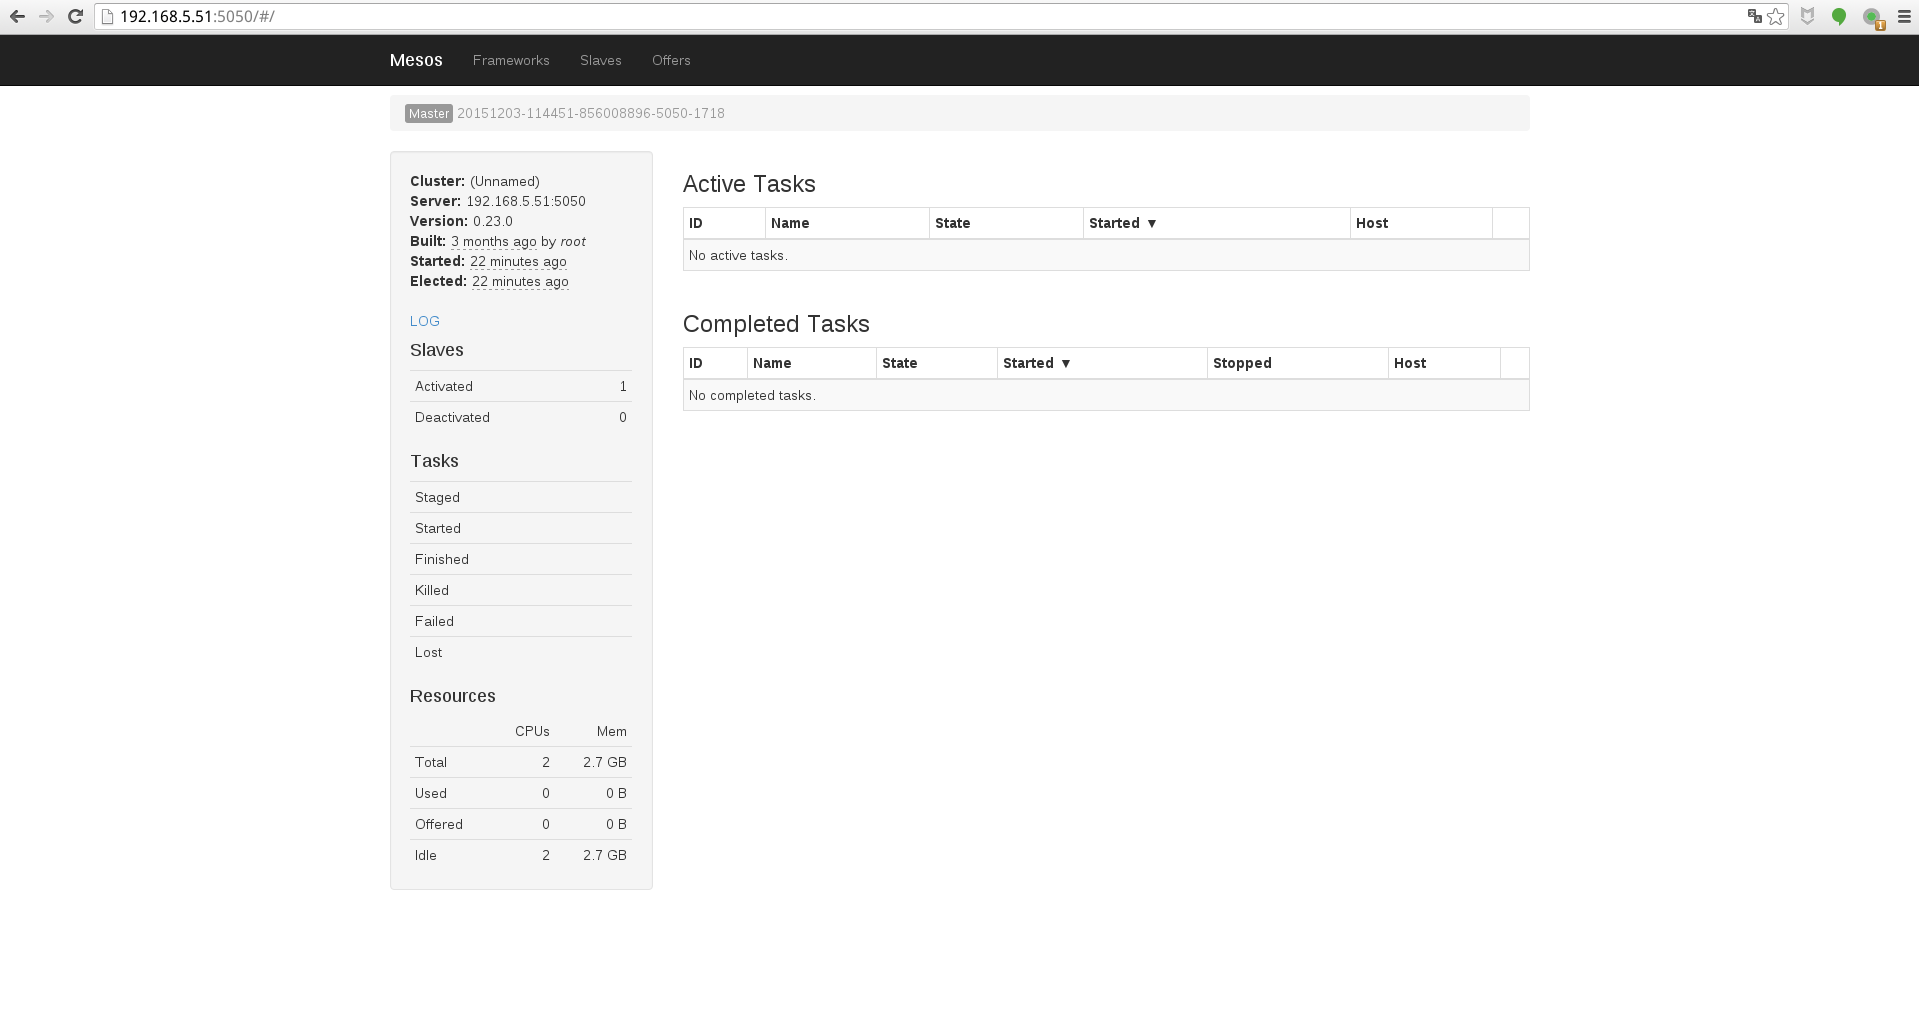 192.168.5.51:5050/#/
1
Mesos Frameworks Slaves Offers
Master 20151203-114451-856008896-5050-1718
Cluster: (Unnamed)
Server: 192.168.5.51:5050
Version: 0.23.0
Built: 3 months ago by root
Started: 22 minutes ago
Elected: 22 minutes ago
LOG
Slaves
Activated 1
Deactivated 0
Tasks
Staged
Started
Finished
Killed
Failed
Lost
Resources
CPUs Mem
Total 2 2.7 GB
Used 0 0 B
Offered 0 0 B
Idle 2 2.7 GB
Active Tasks
ID Name State Started ▼ Host
No active tasks.
Completed Tasks
ID Name State Started ▼ Stopped Host
No completed tasks.